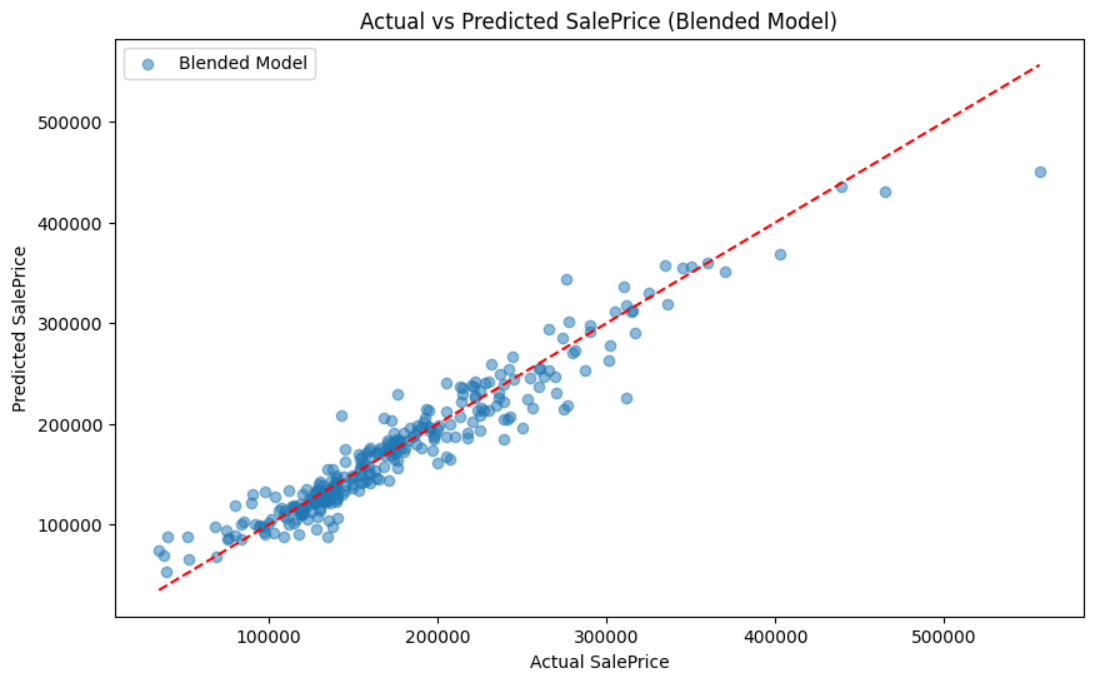 Actual vs Predicted SalePrice (Blended Model)
Blended Model
Predicted SalePrice
500000
400000
300000
200000
100000
100000 200000 300000 400000 500000
Actual SalePrice